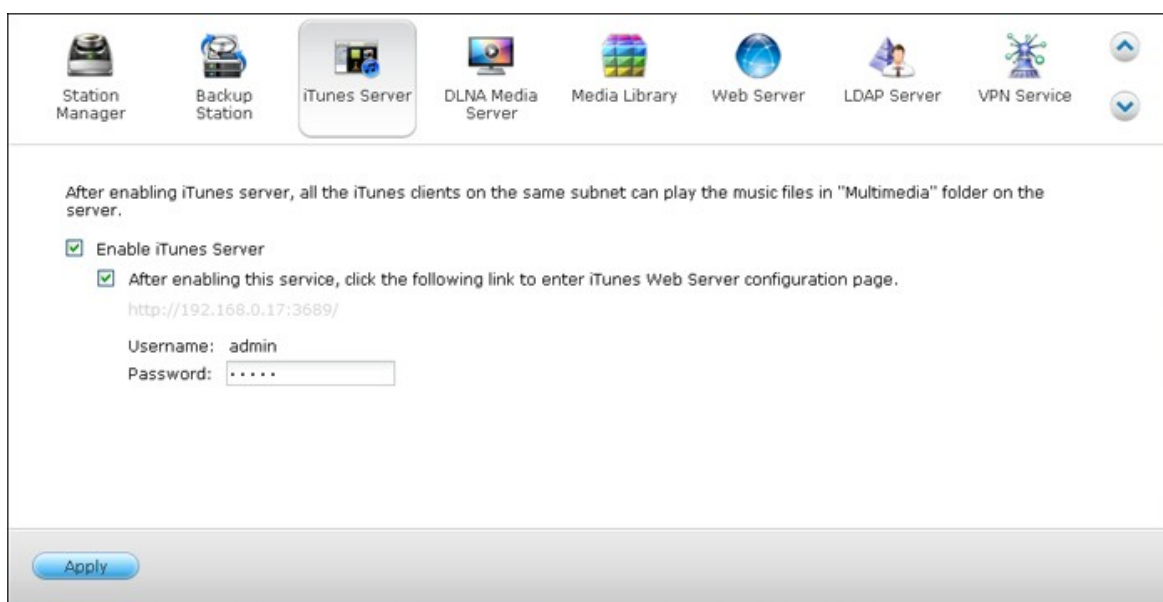 Station Manager
Backup Station
iTunes Server
DLNA Media Server
Media Library
Web Server
LDAP Server
VPN Service
After enabling iTunes server, all the iTunes clients on the same subnet can play the music files in "Multimedia" folder on the
server.
Enable iTunes Server
After enabling this service, click the following link to enter iTunes Web Server configuration page.
http://192.168.0.17:3689/
Username: admin
Password: •••••
Apply